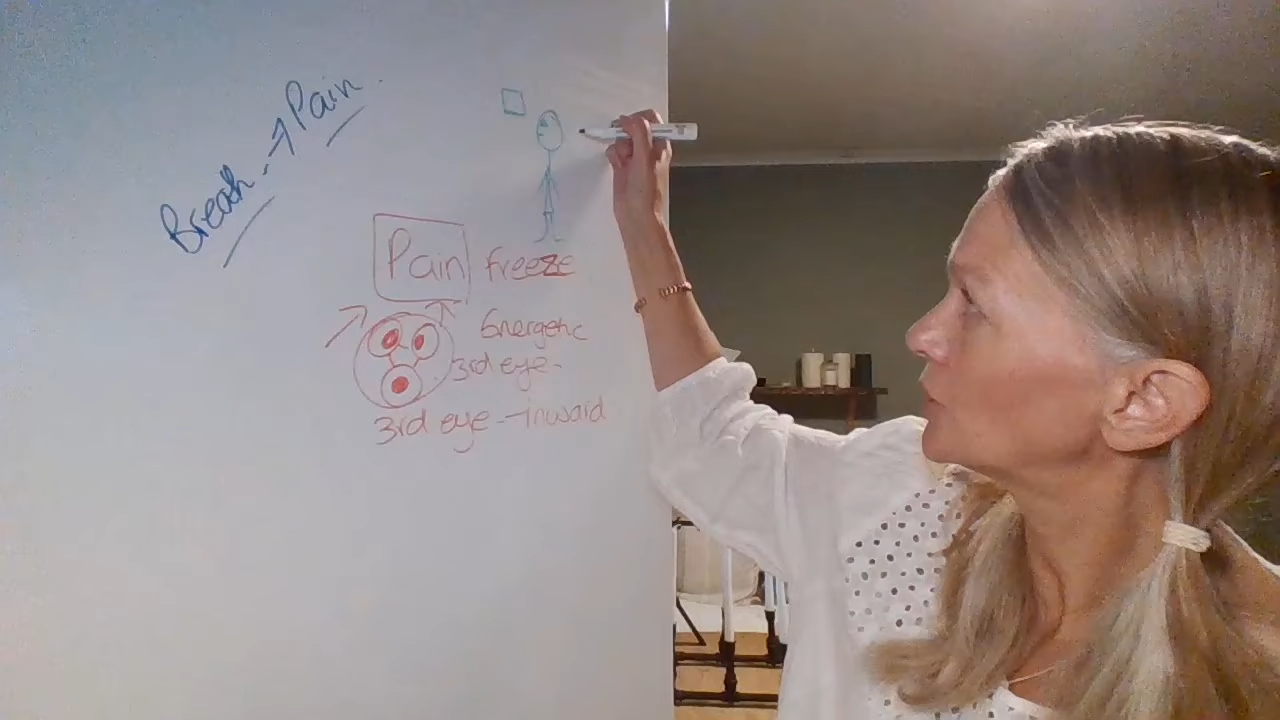 Breath -> Pain
Pain freeze
Energetic
3rd eye -
3rd eye - inward